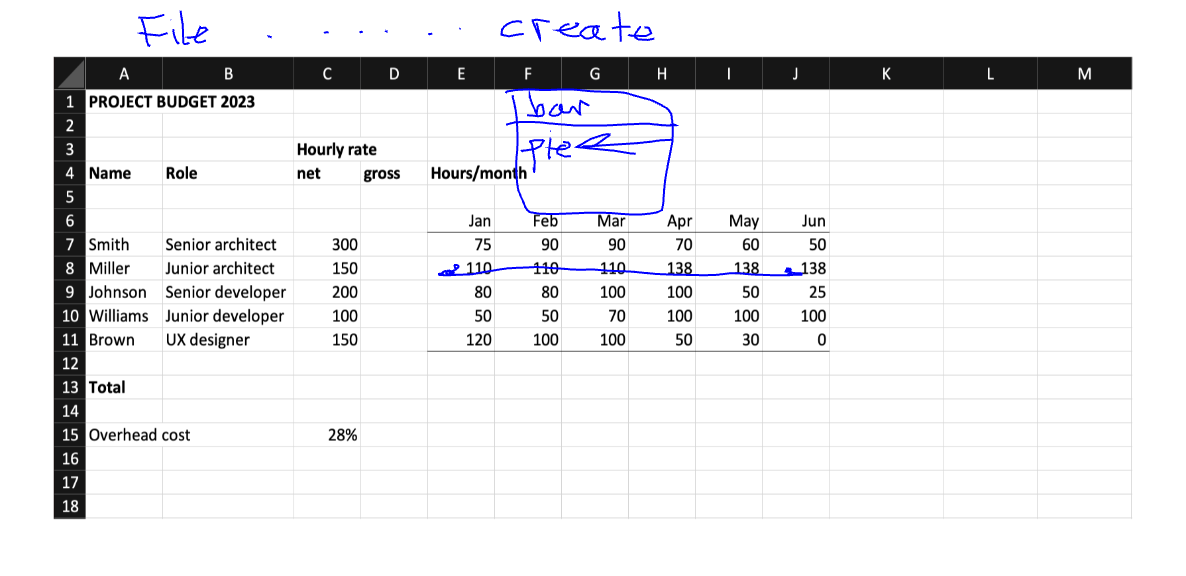 File . . . . . . create
A B C D E F G H I J K L M
1 PROJECT BUDGET 2023
bar
2
3 Hourly rate
pie
4 Name Role net gross Hours/month
5
6 Jan Feb Mar Apr May Jun
7 Smith Senior architect 300 75 90 90 70 60 50
8 Miller Junior architect 150 110 110 110 138 138 138
9 Johnson Senior developer 200 80 80 100 100 50 25
10 Williams Junior developer 100 50 50 70 100 100 100
11 Brown UX designer 150 120 100 100 50 30 0
12
13 Total
14
15 Overhead cost 28%
16
17
18